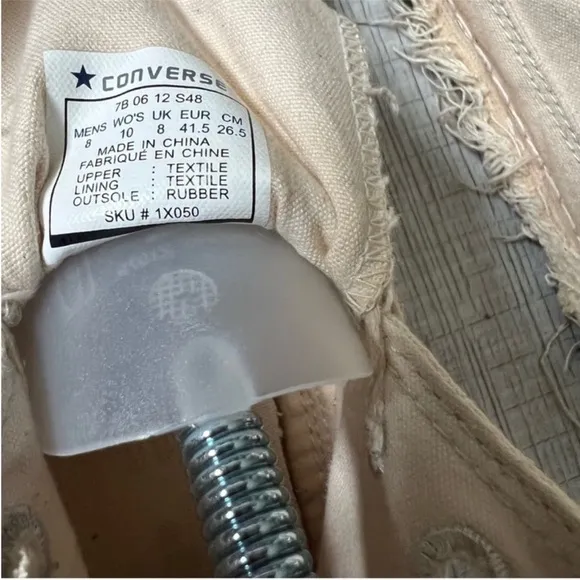 CONVERSE
7B 06 12 S48
MENS WO'S UK EUR CM
8 10 8 41.5 26.5
MADE IN CHINA
FABRIQUÉ EN CHINE
UPPER : TEXTILE
LINING : TEXTILE
OUTSOLE : RUBBER
SKU # 1X050